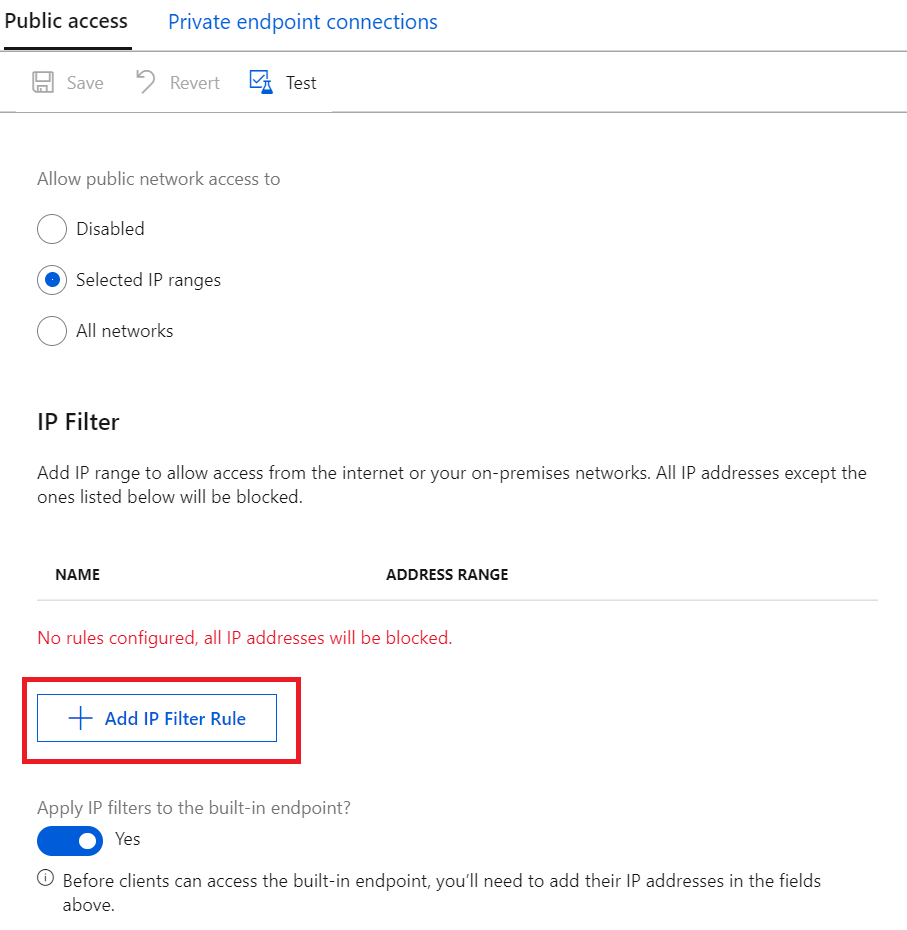 Public access
Private endpoint connections
Save
Revert
Test
Allow public network access to
Disabled
Selected IP ranges
All networks
IP Filter
Add IP range to allow access from the internet or your on-premises networks. All IP addresses except the
ones listed below will be blocked.
NAME
ADDRESS RANGE
No rules configured, all IP addresses will be blocked.
Add IP Filter Rule
Apply IP filters to the built-in endpoint?
Yes
Before clients can access the built-in endpoint, you’ll need to add their IP addresses in the fields
above.